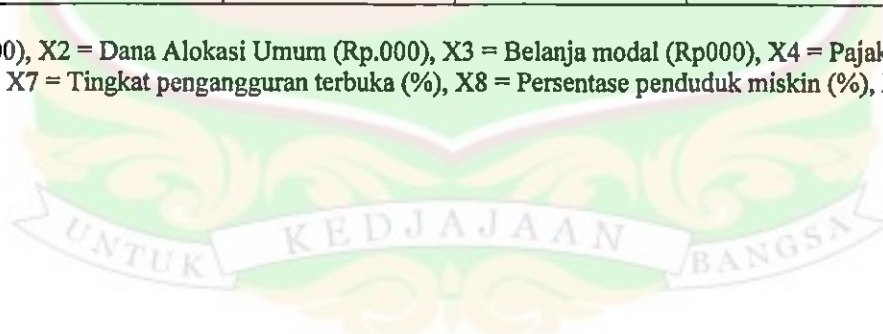 00), X2 = Dana Alokasi Umum (Rp.000), X3 = Belanja modal (Rp000), X4 = Pajak
X7 = Tingkat pengangguran terbuka (%), X8 = Persentase penduduk miskin (%),
UNTUK KEDJAJAAN BANGSA